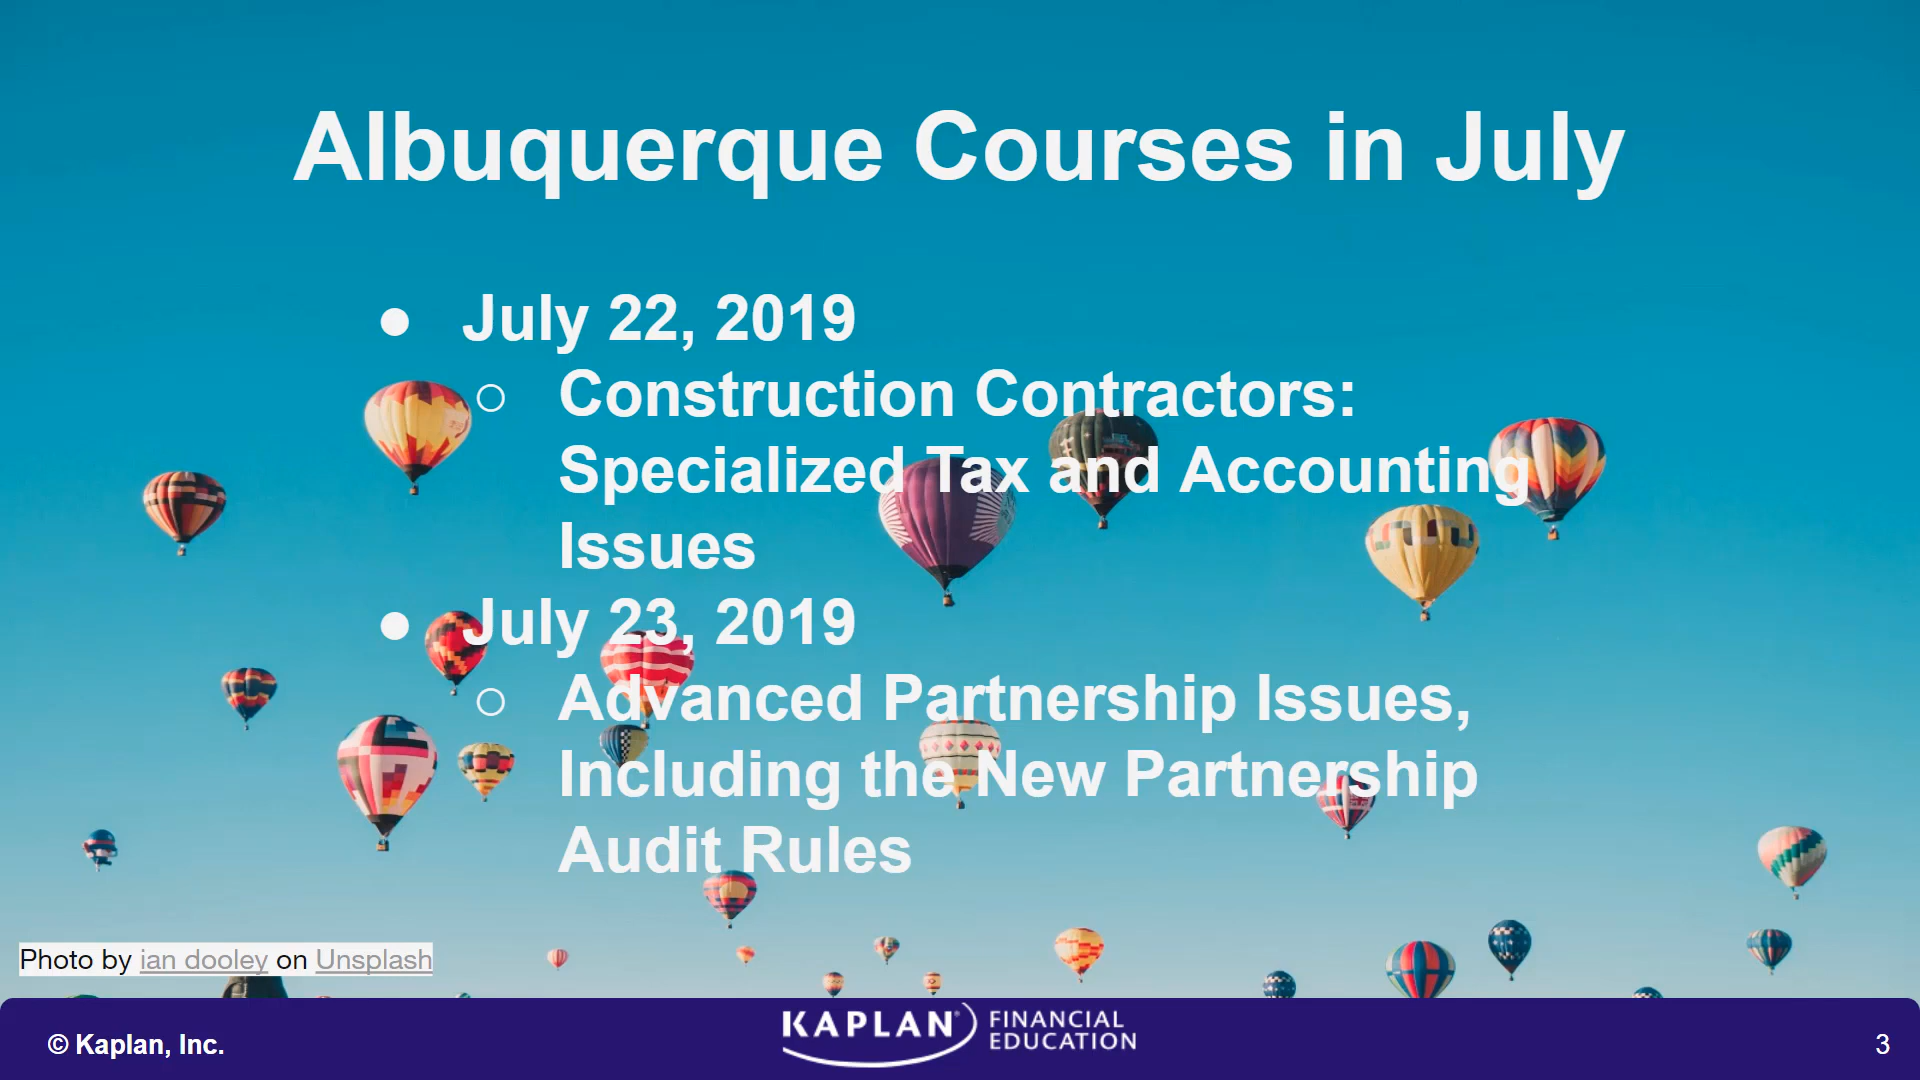 Albuquerque Courses in July
● July 22, 2019
○ Construction Contractors:
Specialized Tax and Accounting
Issues
● July 23, 2019
○ Advanced Partnership Issues,
Including the New Partnership
Audit Rules
Photo by ian dooley on Unsplash
© Kaplan, Inc.
KAPLAN® FINANCIAL
EDUCATION
3